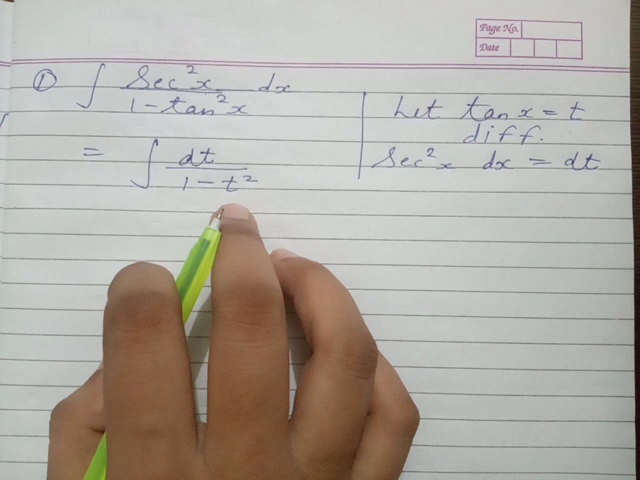 Page No.
Date
① ∫ Sec²x / 1-tan²x dx
= ∫ dt / 1-t²
Let tan x = t
diff.
Sec²x dx = dt